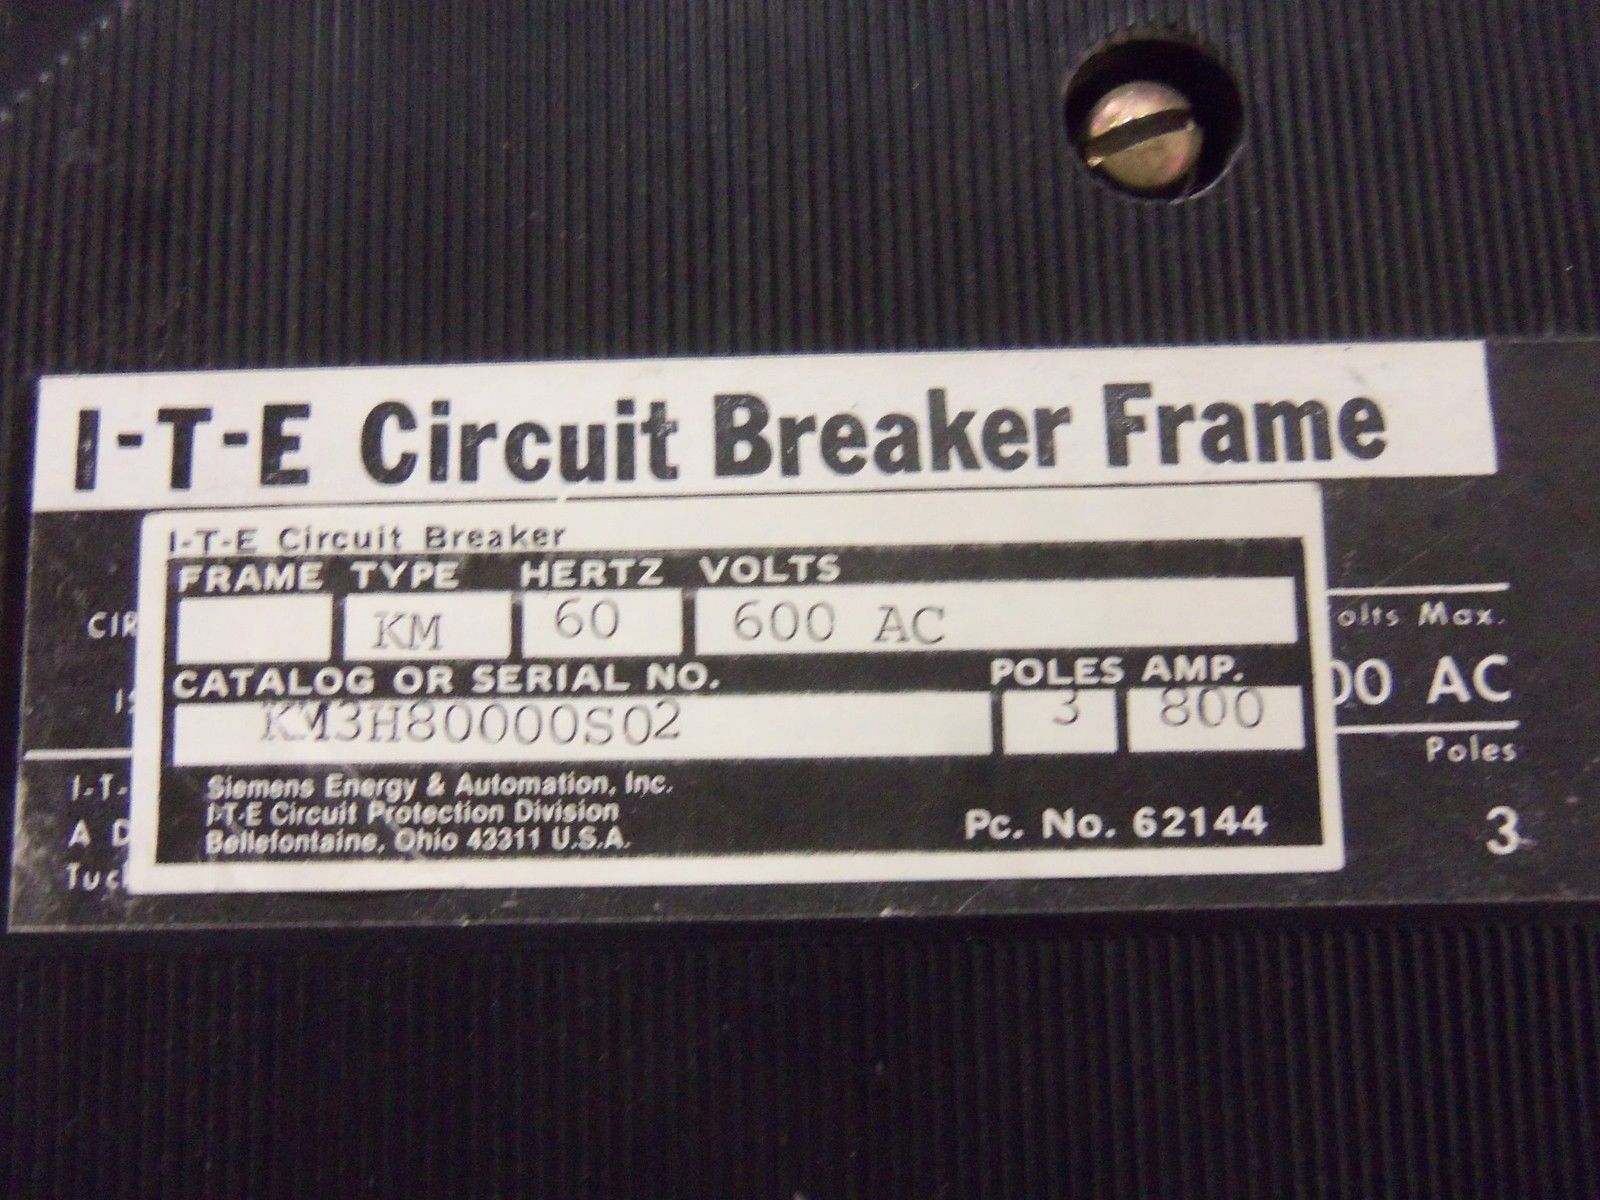 I-T-E Circuit Breaker Frame
I-T-E Circuit Breaker
FRAME TYPE HERTZ VOLTS
KM 60 600 AC
CATALOG OR SERIAL NO. POLES AMP.
KM3H80000S02 3 800
Siemens Energy & Automation, Inc.
I-T-E Circuit Protection Division
Bellefontaine, Ohio 43311 U.S.A.
Pc. No. 62144
CIR
olts Max.
00 AC
Poles
3
I-T-
A D
Tuc